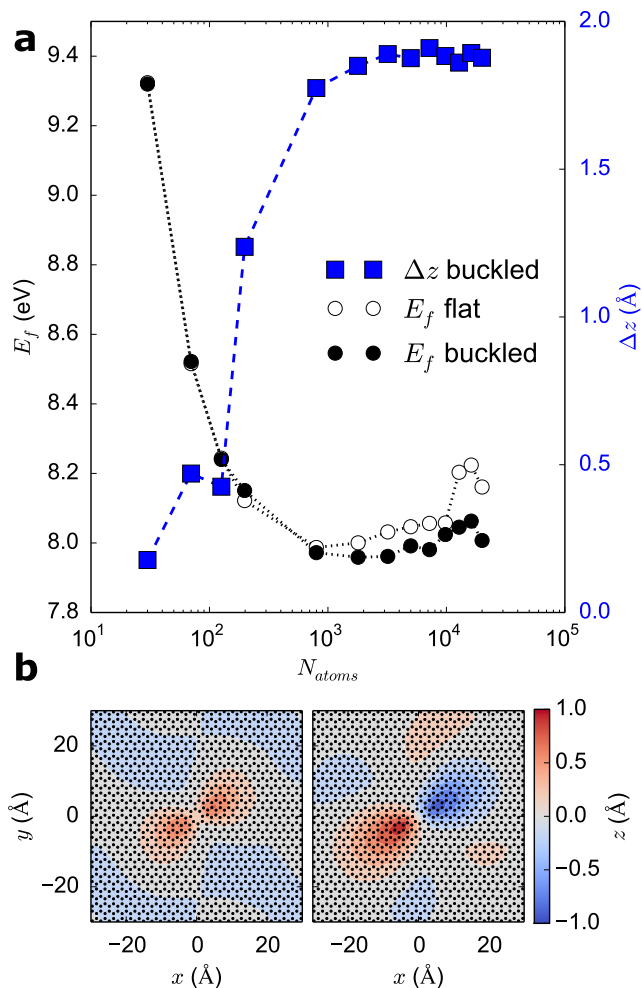 a
9.4
9.2
9.0
8.8
8.6
8.4
8.2
8.0
7.8
E_f (eV)
2.0
1.5
1.0
0.5
0.0
Δz (Å)
Δz buckled
E_f flat
E_f buckled
10^1 10^2 10^3 10^4 10^5
N_atoms
b
20
0
−20
y (Å)
−20 0 20
x (Å)
−20 0 20
x (Å)
1.0
0.5
0.0
−0.5
−1.0
z (Å)